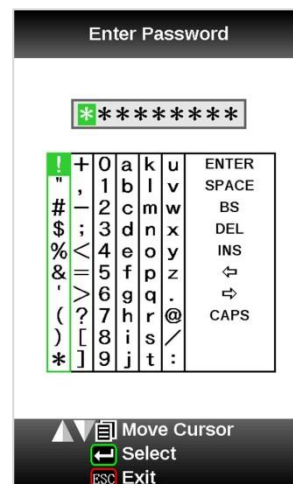 Enter Password
*********
! + 0 a k u ENTER
" , 1 b l v SPACE
# - 2 c m w BS
$ ; 3 d n x DEL
% < 4 e o y INS
& = 5 f p z ⇦
' > 6 g q . ⇨
( ? 7 h r @ CAPS
) [ 8 i s /
* ] 9 j t :
Move Cursor
Select
ESC Exit